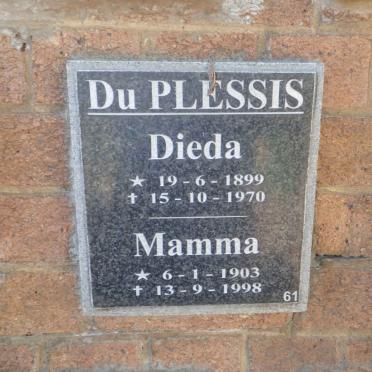 Du PLESSIS
Dieda
★ 19 - 6 - 1899
✝ 15 - 10 - 1970
Mamma
★ 6 - 1 - 1903
✝ 13 - 9 - 1998
61